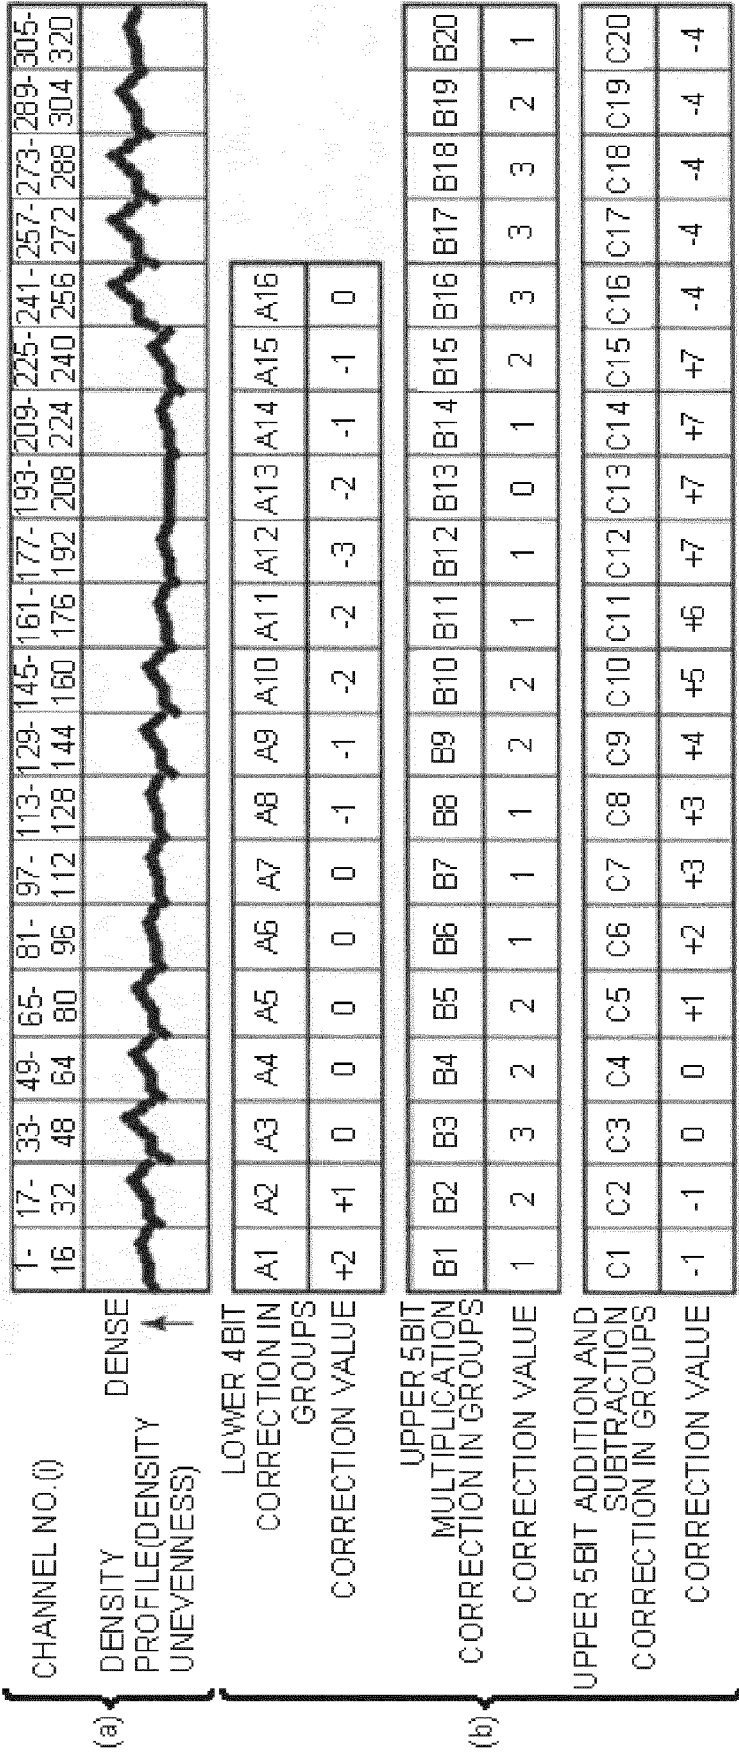 (a)
CHANNEL NO.(i)
1-
16
17-
32
33-
48
49-
64
65-
80
81-
96
97-
112
113-
128
129-
144
145-
160
161-
176
177-
192
193-
208
209-
224
225-
240
241-
256
257-
272
273-
288
289-
304
305-
320
DENSITY
PROFILE(DENSITY
UNEVENNESS)
DENSE
(b)
LOWER 4BIT
CORRECTION IN
GROUPS
A1 A2 A3 A4 A5 A6 A7 A8 A9 A10 A11 A12 A13 A14 A15 A16
CORRECTION VALUE +2 +1 0 0 0 0 0 -1 -1 -2 -2 -3 -2 -1 -1 0
UPPER 5BIT
MULTIPLICATION
CORRECTION IN GROUPS
B1 B2 B3 B4 B5 B6 B7 B8 B9 B10 B11 B12 B13 B14 B15 B16 B17 B18 B19 B20
CORRECTION VALUE 1 2 3 2 2 1 1 1 2 2 1 1 0 1 2 3 3 3 2 1
UPPER 5BIT ADDITION AND
SUBTRACTION
CORRECTION IN GROUPS
C1 C2 C3 C4 C5 C6 C7 C8 C9 C10 C11 C12 C13 C14 C15 C16 C17 C18 C19 C20
CORRECTION VALUE -1 -1 0 0 +1 +2 +3 +3 +4 +5 +6 +7 +7 +7 +7 -4 -4 -4 -4 -4